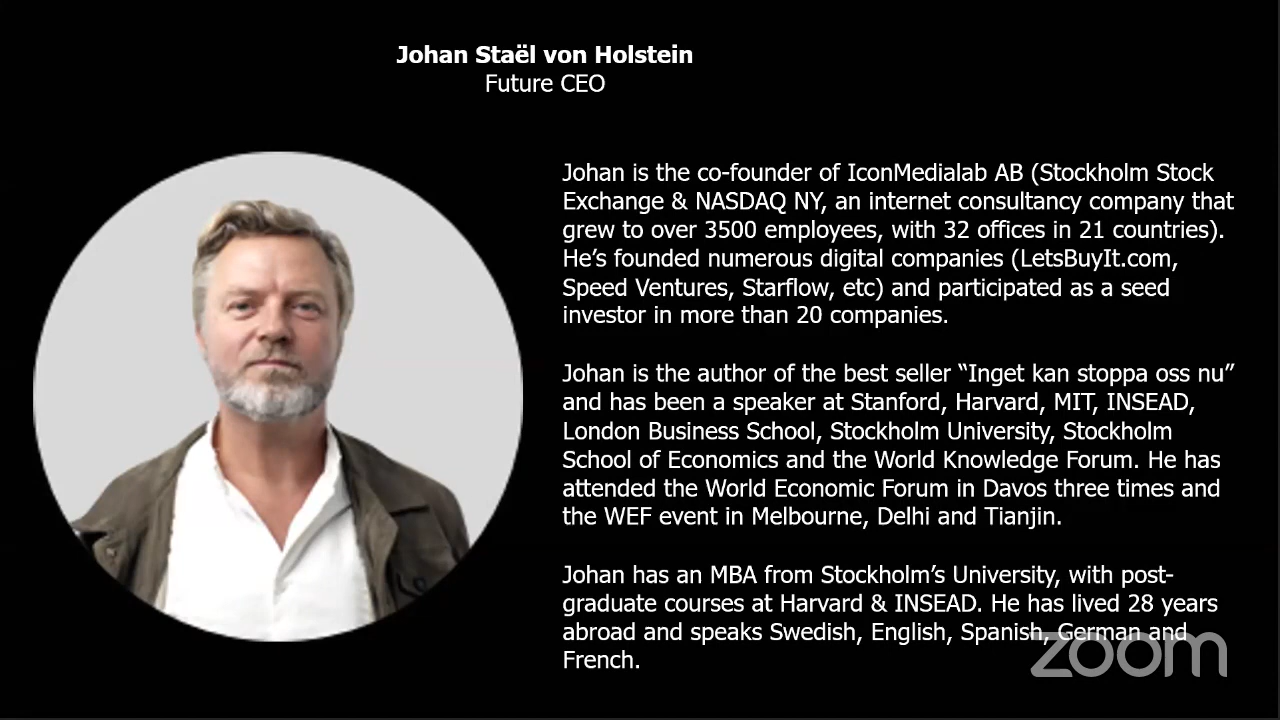 Johan Staël von Holstein
Future CEO
Johan is the co-founder of IconMedialab AB (Stockholm Stock
Exchange & NASDAQ NY, an internet consultancy company that
grew to over 3500 employees, with 32 offices in 21 countries).
He’s founded numerous digital companies (LetsBuyIt.com,
Speed Ventures, Starflow, etc) and participated as a seed
investor in more than 20 companies.
Johan is the author of the best seller “Inget kan stoppa oss nu”
and has been a speaker at Stanford, Harvard, MIT, INSEAD,
London Business School, Stockholm University, Stockholm
School of Economics and the World Knowledge Forum. He has
attended the World Economic Forum in Davos three times and
the WEF event in Melbourne, Delhi and Tianjin.
Johan has an MBA from Stockholm’s University, with post-
graduate courses at Harvard & INSEAD. He has lived 28 years
abroad and speaks Swedish, English, Spanish, German and
French.
zoom